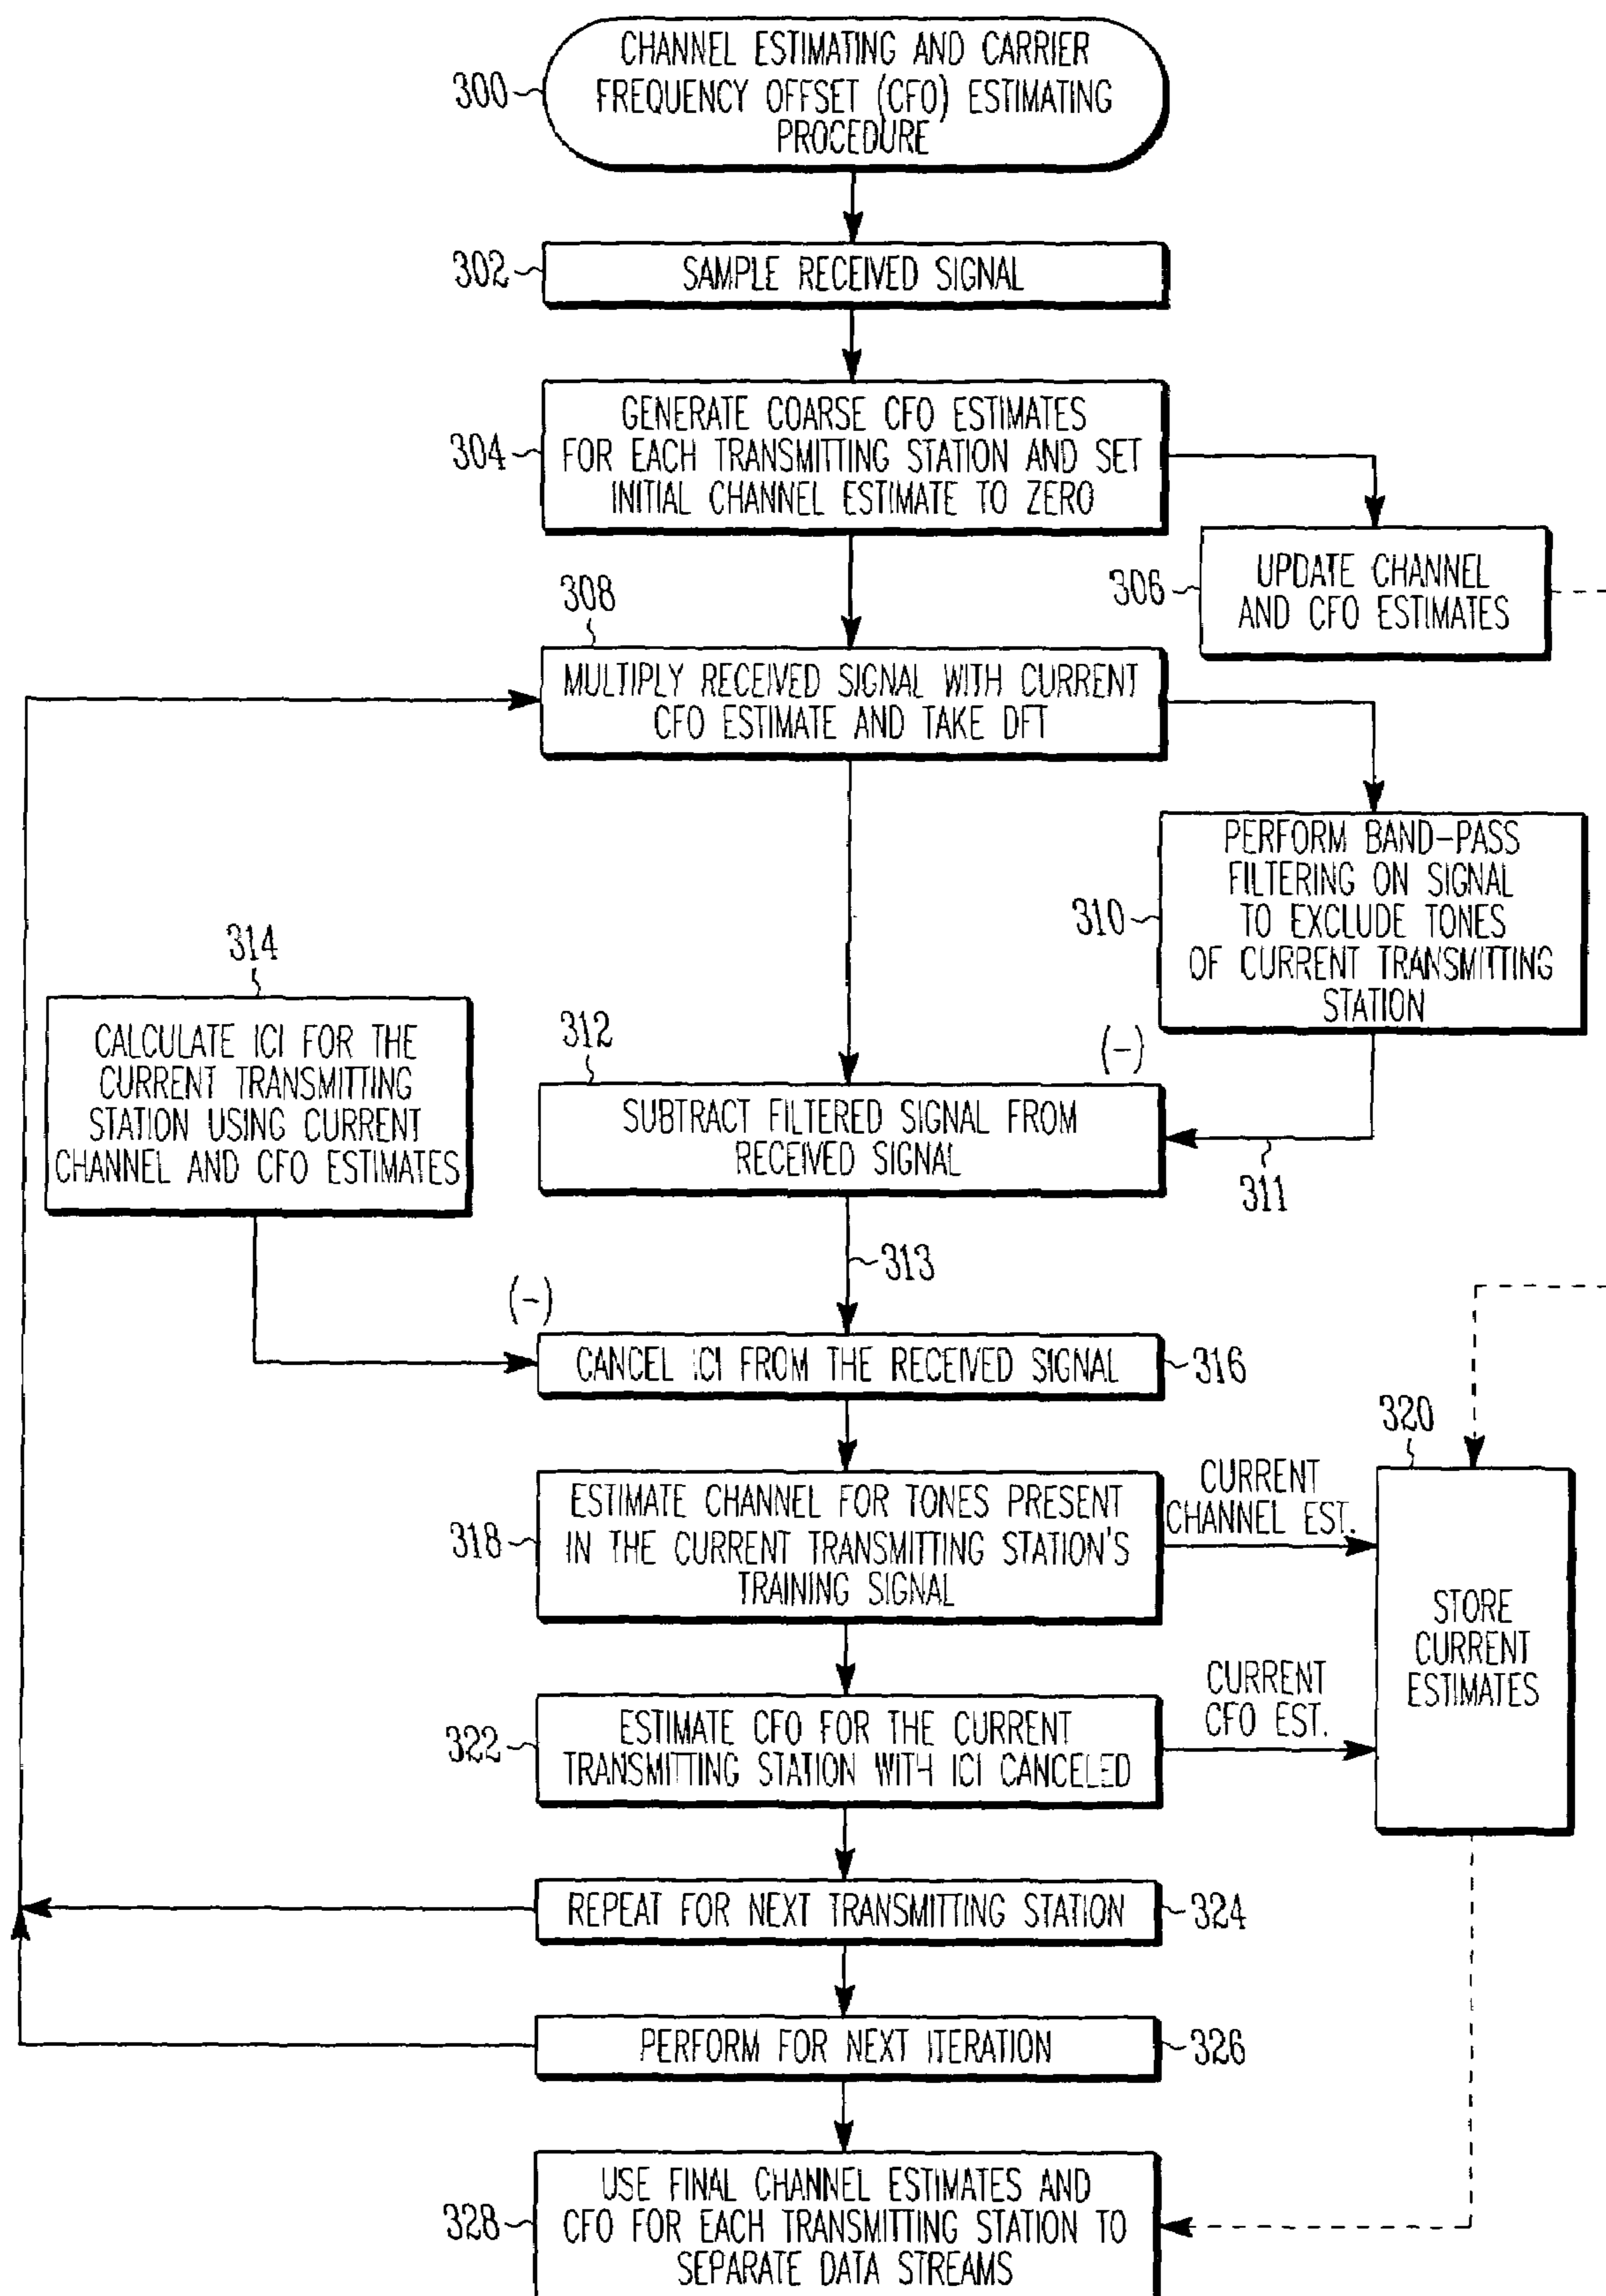 CHANNEL ESTIMATING AND CARRIER
FREQUENCY OFFSET (CFO) ESTIMATING
PROCEDURE
300
302
SAMPLE RECEIVED SIGNAL
304
GENERATE COARSE CFO ESTIMATES
FOR EACH TRANSMITTING STATION AND SET
INITIAL CHANNEL ESTIMATE TO ZERO
306
UPDATE CHANNEL
AND CFO ESTIMATES
308
MULTIPLY RECEIVED SIGNAL WITH CURRENT
CFO ESTIMATE AND TAKE DFT
310
PERFORM BAND-PASS
FILTERING ON SIGNAL
TO EXCLUDE TONES
OF CURRENT TRANSMITTING
STATION
314
CALCULATE ICI FOR THE
CURRENT TRANSMITTING
STATION USING CURRENT
CHANNEL AND CFO ESTIMATES
312
(-)
SUBTRACT FILTERED SIGNAL FROM
RECEIVED SIGNAL
311
313
(-)
CANCEL ICI FROM THE RECEIVED SIGNAL
316
318
ESTIMATE CHANNEL FOR TONES PRESENT
IN THE CURRENT TRANSMITTING STATION'S
TRAINING SIGNAL
CURRENT
CHANNEL EST.
320
STORE
CURRENT
ESTIMATES
322
ESTIMATE CFO FOR THE CURRENT
TRANSMITTING STATION WITH ICI CANCELED
CURRENT
CFO EST.
REPEAT FOR NEXT TRANSMITTING STATION
324
PERFORM FOR NEXT ITERATION
326
328
USE FINAL CHANNEL ESTIMATES AND
CFO FOR EACH TRANSMITTING STATION TO
SEPARATE DATA STREAMS